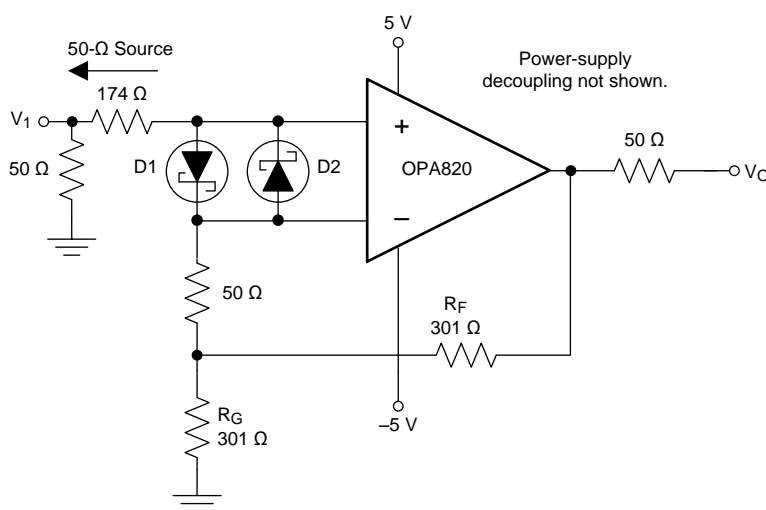 5 V
50-Ω Source
Power-supply
decoupling not shown.
174 Ω
V1
50 Ω
D1
D2
+
OPA820
−
50 Ω
VO
50 Ω
RF
301 Ω
RG
301 Ω
–5 V